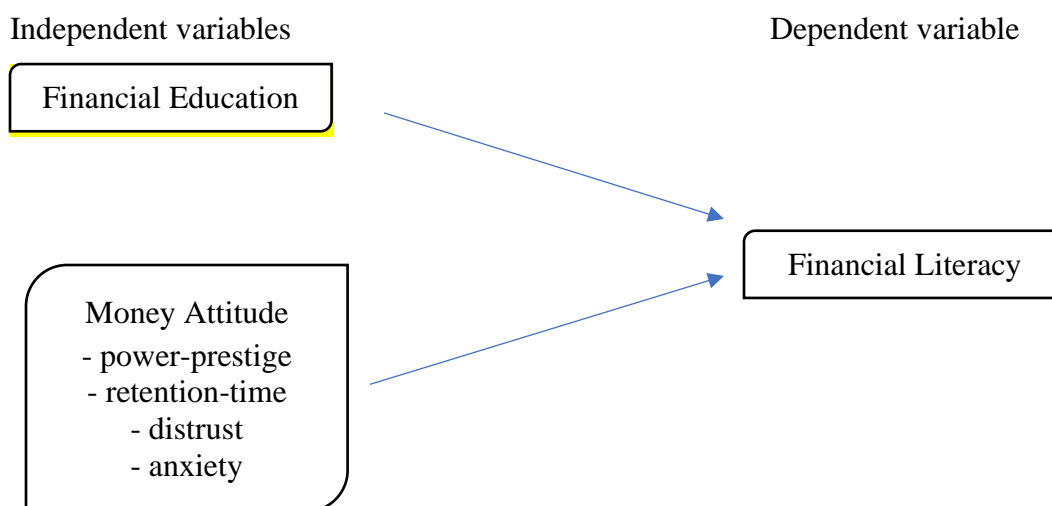 Independent variables
Dependent variable
Financial Education
Financial Literacy
Money Attitude
- power-prestige
- retention-time
- distrust
- anxiety